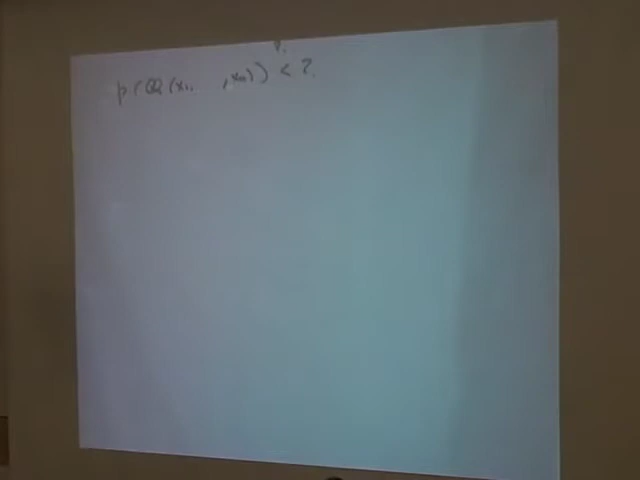 p(ℚ(x₁, , xₙ)) < ?.